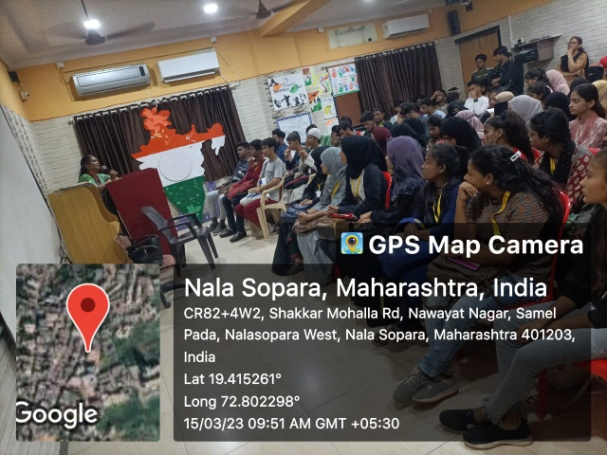 GPS Map Camera
Nala Sopara, Maharashtra, India
CR82+4W2, Shakkar Mohalla Rd, Nawayat Nagar, Samel
Pada, Nalasopara West, Nala Sopara, Maharashtra 401203,
India
Lat 19.415261°
Long 72.802298°
15/03/23 09:51 AM GMT +05:30
Google